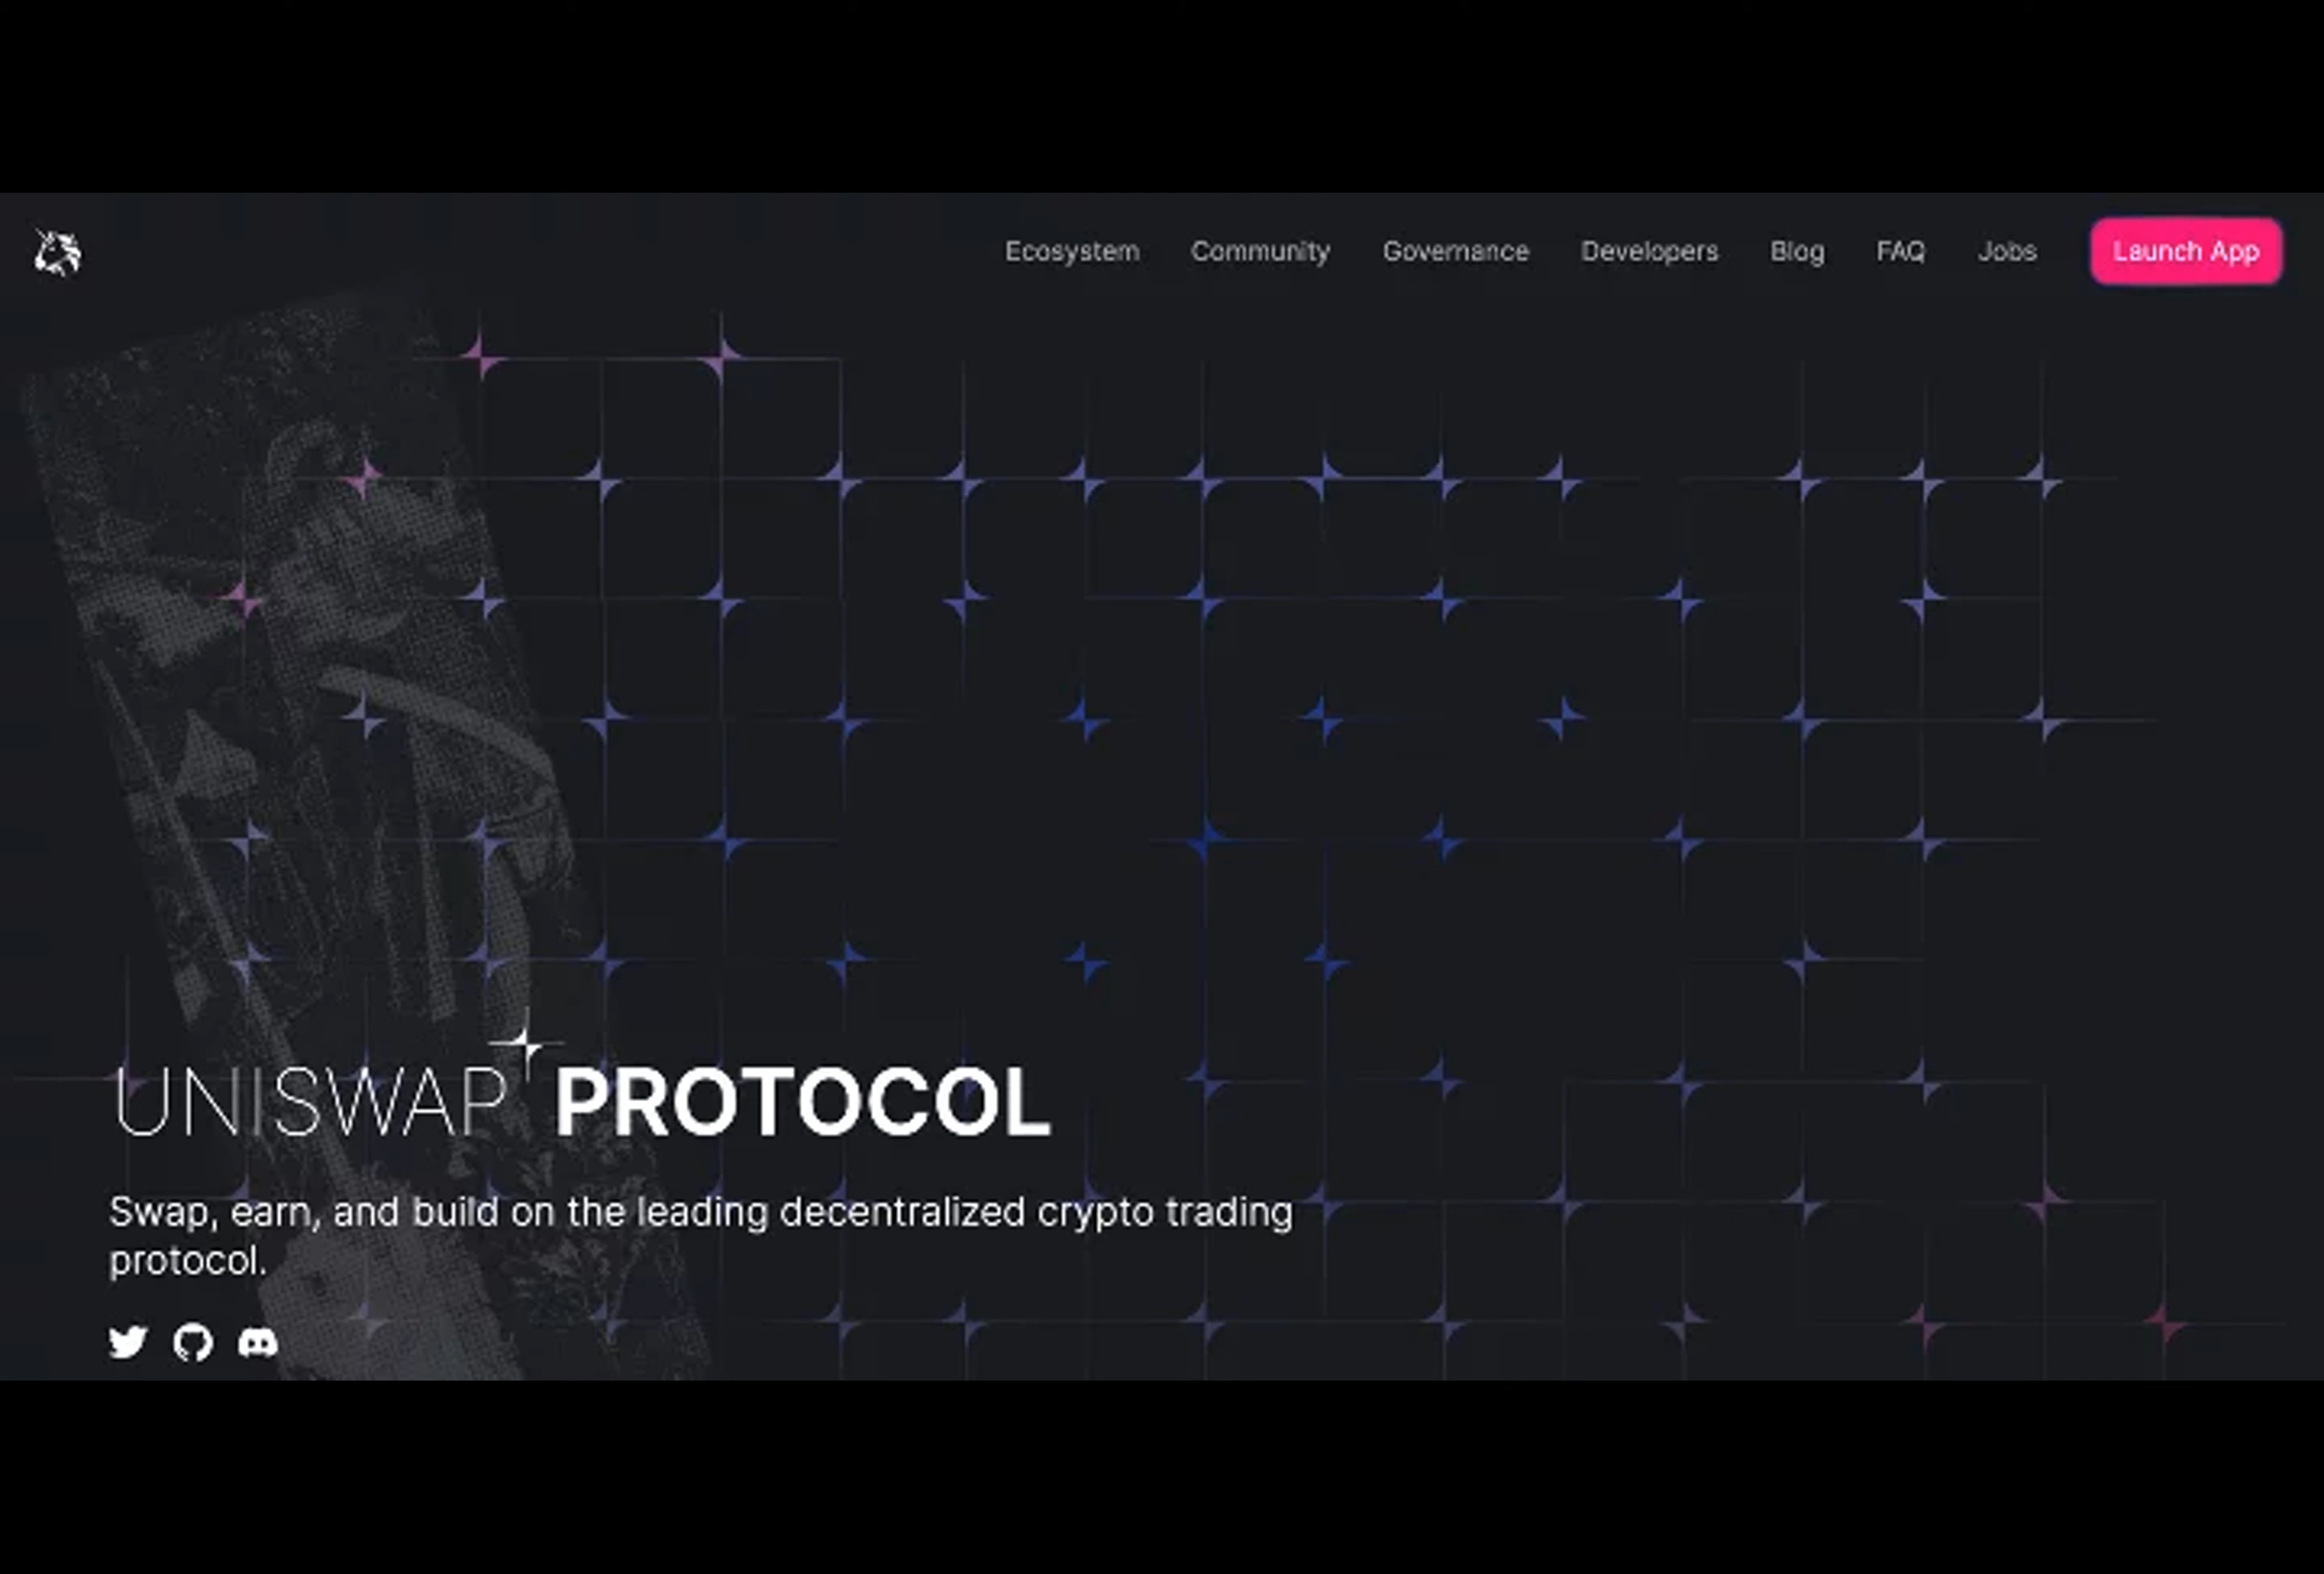 Ecosystem Community Governance Developers Blog FAQ Jobs Launch App
UNISWAP PROTOCOL
Swap, earn, and build on the leading decentralized crypto trading
protocol.